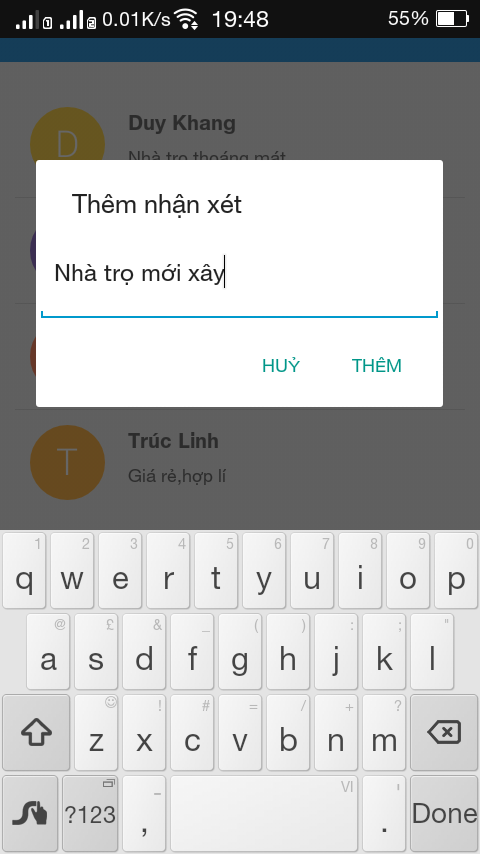 0.01K/s 19:48 55%
Duy Khang
Nhà trọ thoáng mát
Thêm nhận xét
Nhà trọ mới xây
HUỶ THÊM
Trúc Linh
T
Giá rẻ,hợp lí
1 2 3 4 5 6 7 8 9 0
q w e r t y u i o p
@ £ & _ ( ) : ; "
a s d f g h j k l
! # = / + ?
z x c v b n m
VI '
?123 , . Done